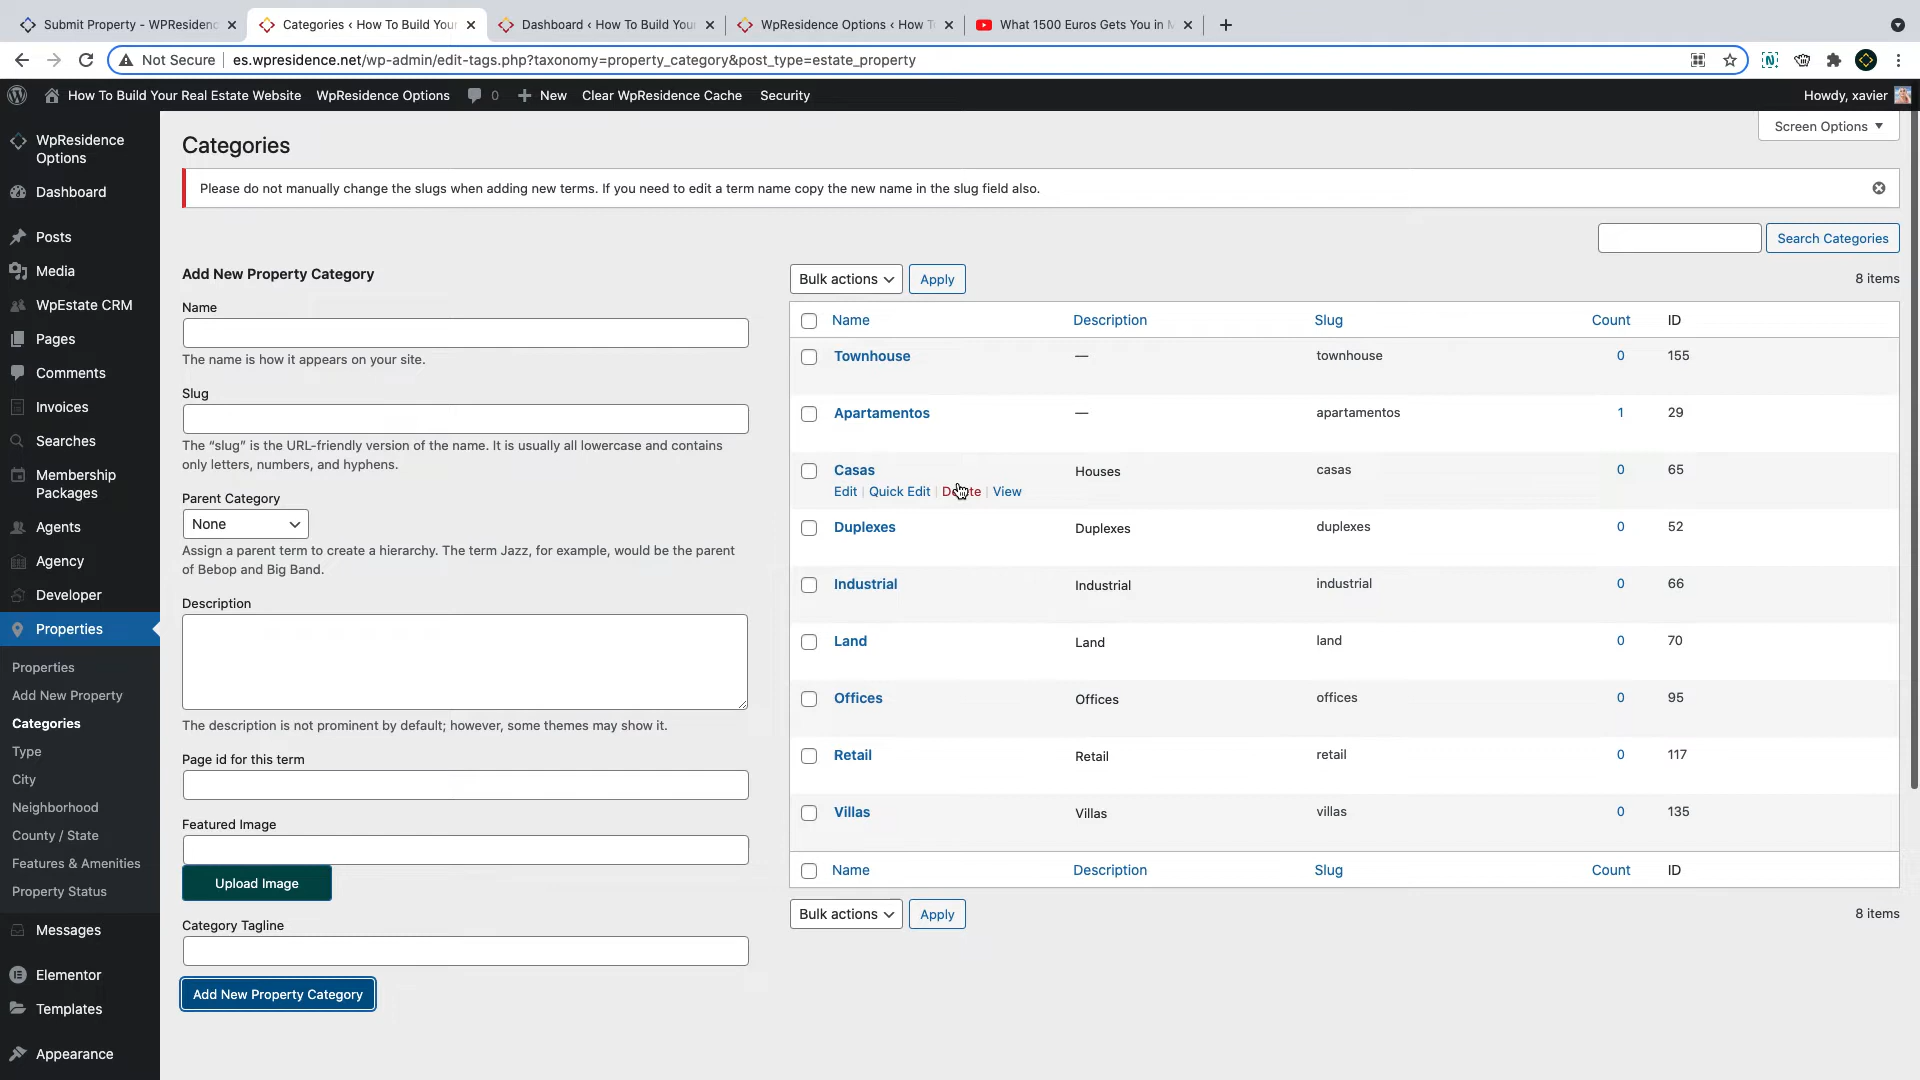 Submit Property - WPResidenc
Categories ‹ How To Build Your
Dashboard ‹ How To Build You
WpResidence Options ‹ How T
What 1500 Euros Gets You in M
Not Secure
es.wpresidence.net/wp-admin/edit-tags.php?taxonomy=property_category&post_type=estate_property
How To Build Your Real Estate Website
WpResidence Options
0
New
Clear WpResidence Cache
Security
Howdy, xavier
WpResidence
Options
Dashboard
Posts
Media
WpEstate CRM
Pages
Comments
Invoices
Searches
Membership
Packages
Agents
Agency
Developer
Properties
Properties
Add New Property
Categories
Type
City
Neighborhood
County / State
Features & Amenities
Property Status
Messages
Elementor
Templates
Appearance
Screen Options
Categories
Please do not manually change the slugs when adding new terms. If you need to edit a term name copy the new name in the slug field also.
Search Categories
Add New Property Category
Name
The name is how it appears on your site.
Slug
The “slug” is the URL-friendly version of the name. It is usually all lowercase and contains
only letters, numbers, and hyphens.
Parent Category
None
Assign a parent term to create a hierarchy. The term Jazz, for example, would be the parent
of Bebop and Big Band.
Description
The description is not prominent by default; however, some themes may show it.
Page id for this term
Featured Image
Upload Image
Category Tagline
Add New Property Category
Bulk actions Apply 8 items
Name Description Slug Count ID
Townhouse — townhouse 0 155
Apartamentos — apartamentos 1 29
Casas Houses casas 0 65
Edit | Quick Edit | Delete | View
Duplexes Duplexes duplexes 0 52
Industrial Industrial industrial 0 66
Land Land land 0 70
Offices Offices offices 0 95
Retail Retail retail 0 117
Villas Villas villas 0 135
Name Description Slug Count ID
Bulk actions Apply 8 items